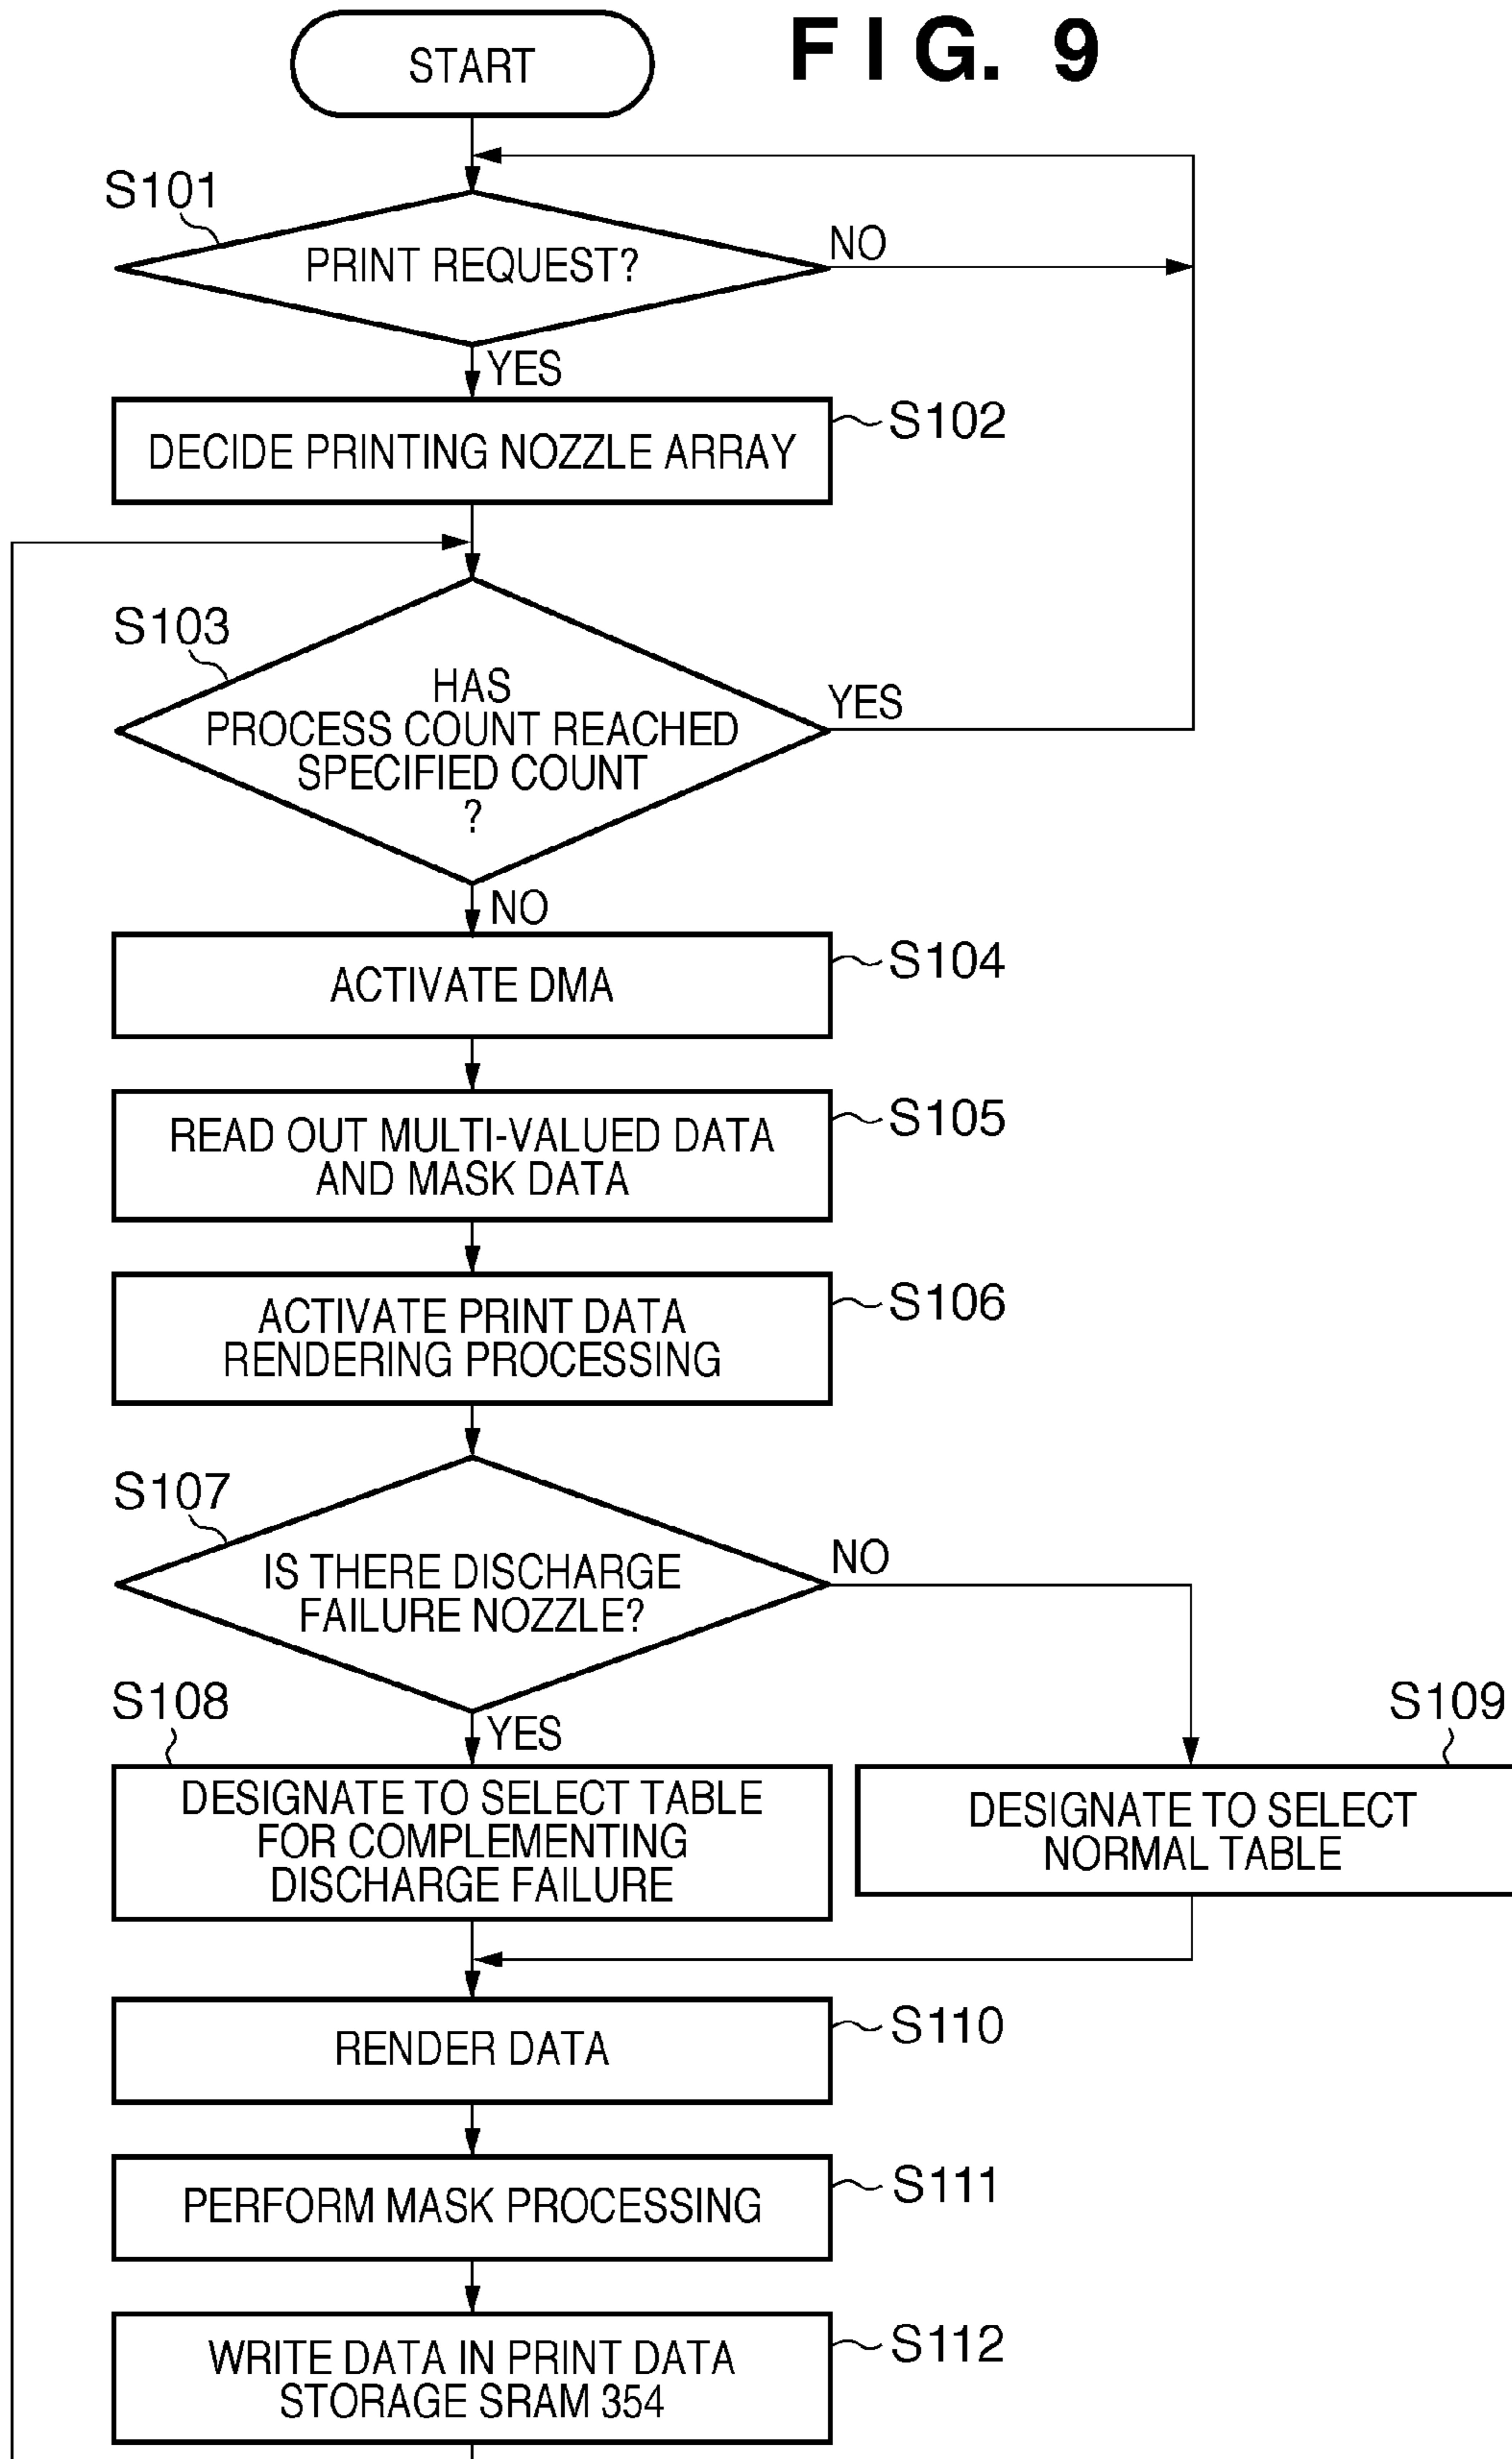 FIG. 9
START
S101
PRINT REQUEST?
NO
YES
DECIDE PRINTING NOZZLE ARRAY
S102
S103
HAS
PROCESS COUNT REACHED
SPECIFIED COUNT
?
YES
NO
ACTIVATE DMA
S104
READ OUT MULTI-VALUED DATA
AND MASK DATA
S105
ACTIVATE PRINT DATA
RENDERING PROCESSING
S106
S107
IS THERE DISCHARGE
FAILURE NOZZLE?
NO
YES
S108
DESIGNATE TO SELECT TABLE
FOR COMPLEMENTING
DISCHARGE FAILURE
S109
DESIGNATE TO SELECT
NORMAL TABLE
RENDER DATA
S110
PERFORM MASK PROCESSING
S111
WRITE DATA IN PRINT DATA
STORAGE SRAM 354
S112